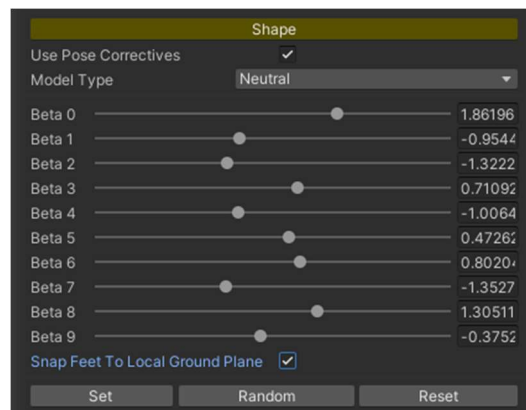 Shape
Use Pose Correctives
Model Type Neutral
Beta 0 1.86196
Beta 1 -0.9544
Beta 2 -1.3222
Beta 3 0.71092
Beta 4 -1.0064
Beta 5 0.47262
Beta 6 0.80204
Beta 7 -1.3527
Beta 8 1.30511
Beta 9 -0.3752
Snap Feet To Local Ground Plane
Set Random Reset